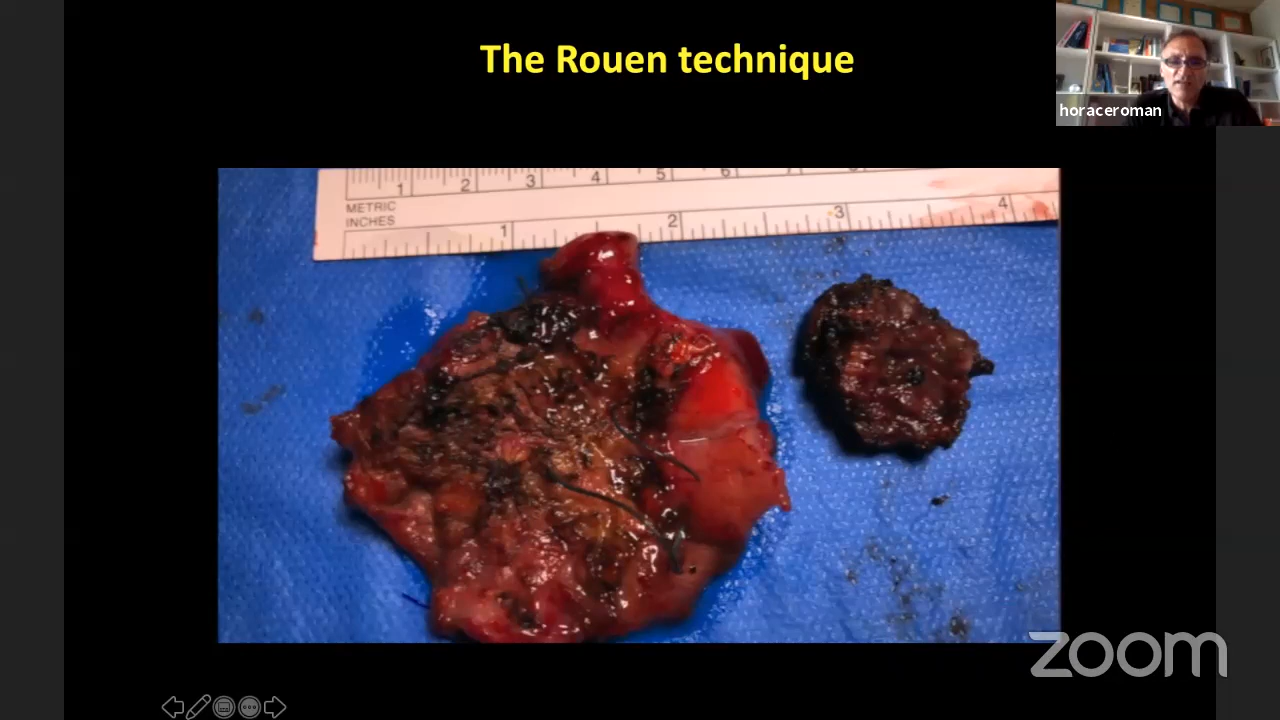 The Rouen technique
horaceroman
1 2 3 4 5 6
METRIC
INCHES
1 2 3 4
zoom